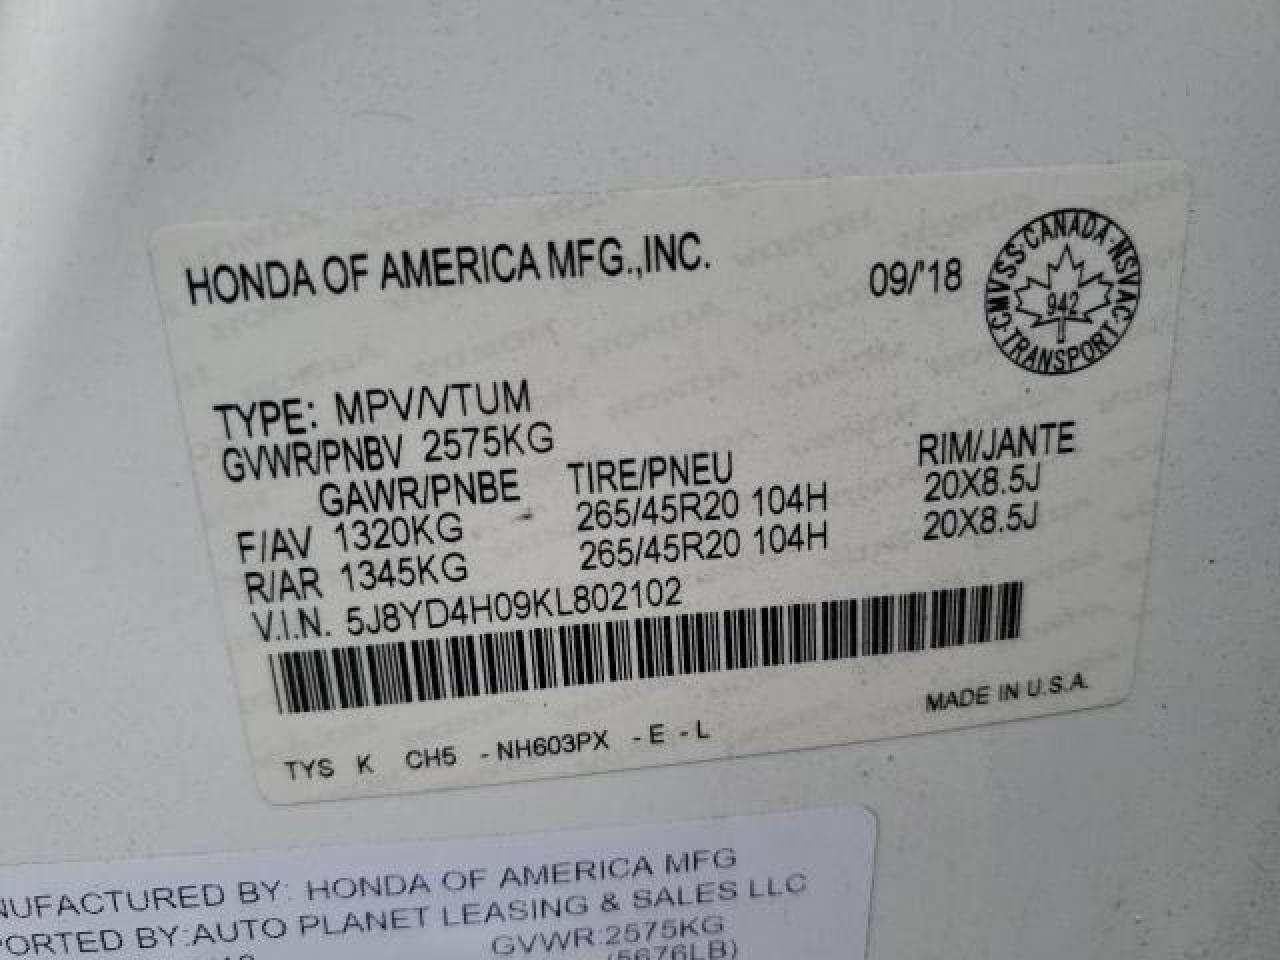 HONDA OF AMERICA MFG.,INC.
09/'18
CMVSS·CANADA·NSVAC·TRANSPORT
942
TYPE: MPV/VTUM
GVWR/PNBV 2575KG
GAWR/PNBE TIRE/PNEU RIM/JANTE
F/AV 1320KG 265/45R20 104H 20X8.5J
R/AR 1345KG 265/45R20 104H 20X8.5J
V.I.N. 5J8YD4H09KL802102
MADE IN U.S.A.
TYS K CH5 -NH603PX -E-L
NUFACTURED BY: HONDA OF AMERICA MFG
PORTED BY:AUTO PLANET LEASING & SALES LLC
GVWR:2575KG
(5676LB)